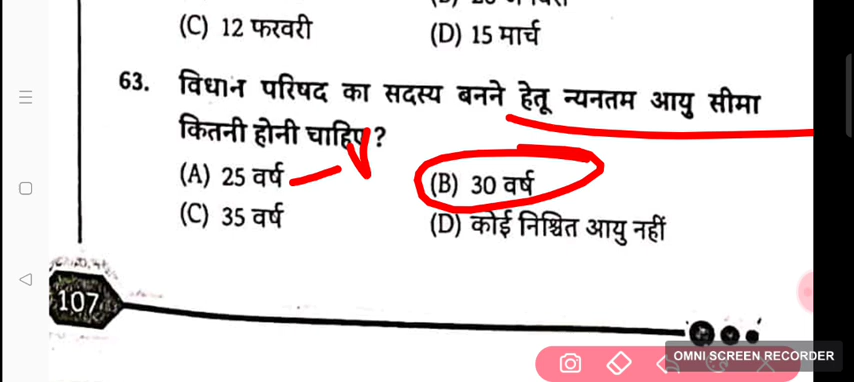 (C) 12 फरवरी
(D) 15 मार्च
63. विधान परिषद का सदस्य बनने हेतू न्यनतम आयु सीमा
कितनी होनी चाहिए ?
(A) 25 वर्ष
(B) 30 वर्ष
(C) 35 वर्ष
(D) कोई निश्चित आयु नहीं
107
OMNI SCREEN RECORDER